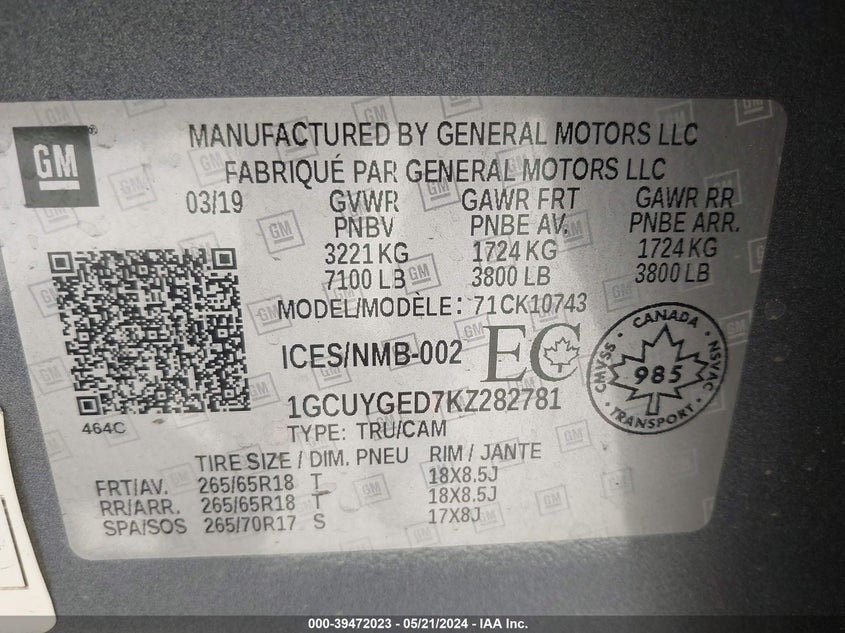 GM
MANUFACTURED BY GENERAL MOTORS LLC
FABRIQUÉ PAR GENERAL MOTORS LLC
03/19 GVWR GAWR FRT GAWR RR
PNBV PNBE AV. PNBE ARR.
3221 KG 1724 KG 1724 KG
7100 LB 3800 LB 3800 LB
MODEL/MODÈLE: 71CK10743
ICES/NMB-002 EC
CANADA
CMVSS 985 NSVAC
TRANSPORT
464C
1GCUYGED7KZ282781
TYPE: TRU/CAM
TIRE SIZE / DIM. PNEU RIM / JANTE
FRT/AV. 265/65R18 T 18X8.5J
RR/ARR. 265/65R18 T 18X8.5J
SPA/SOS 265/70R17 S 17X8J
000-39472023 - 05/21/2024 - IAA Inc.